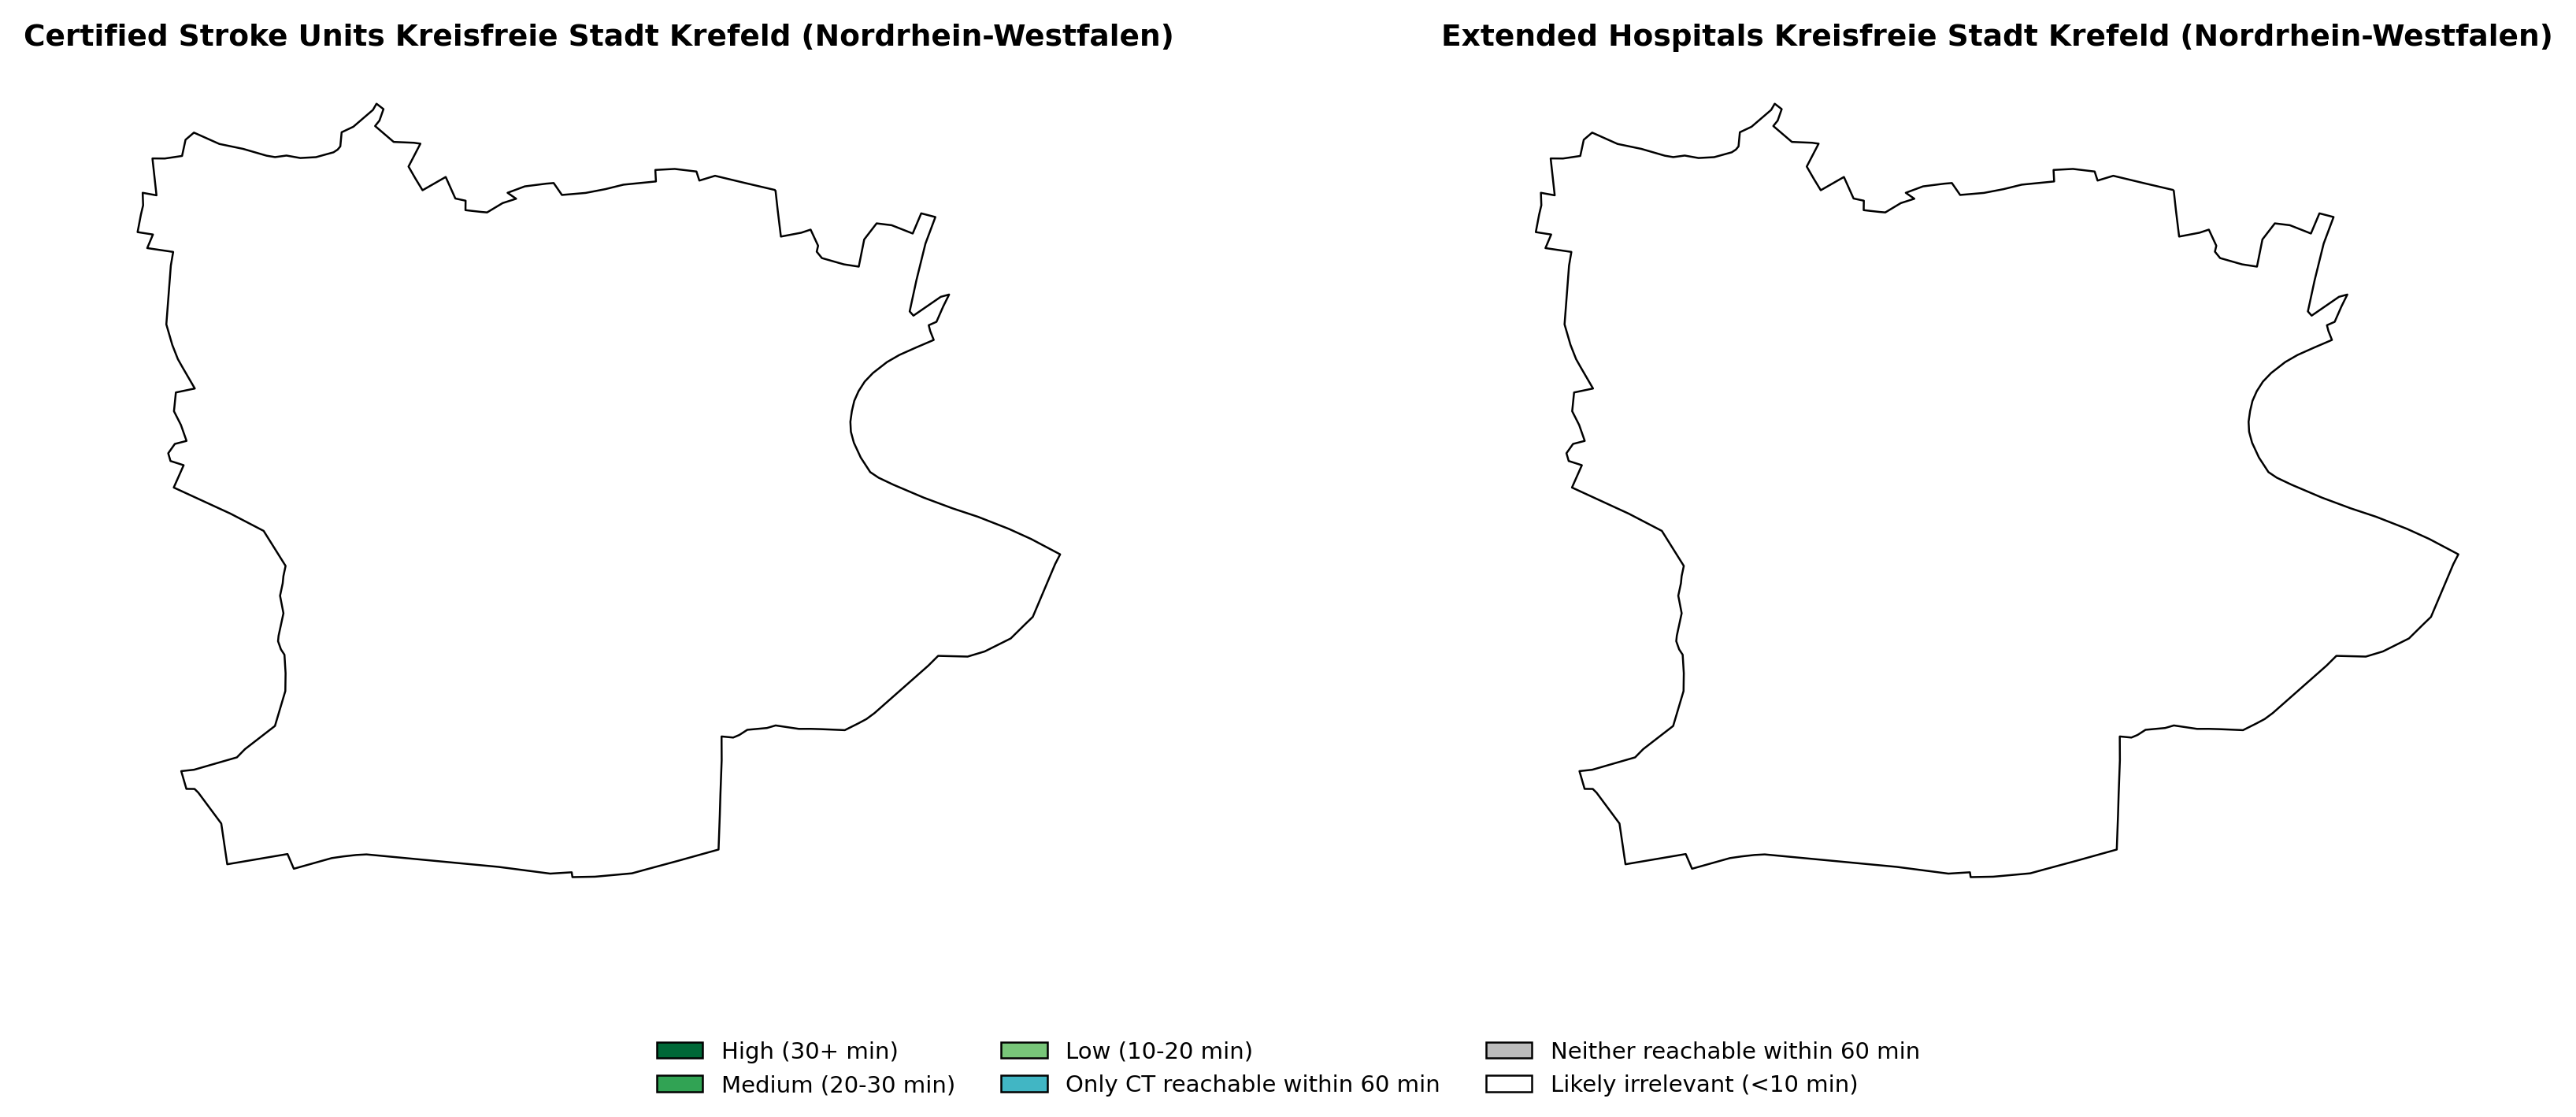 Certified Stroke Units Kreisfreie Stadt Krefeld (Nordrhein-Westfalen)
Extended Hospitals Kreisfreie Stadt Krefeld (Nordrhein-Westfalen)
High (30+ min)
Medium (20-30 min)
Low (10-20 min)
Only CT reachable within 60 min
Neither reachable within 60 min
Likely irrelevant (<10 min)